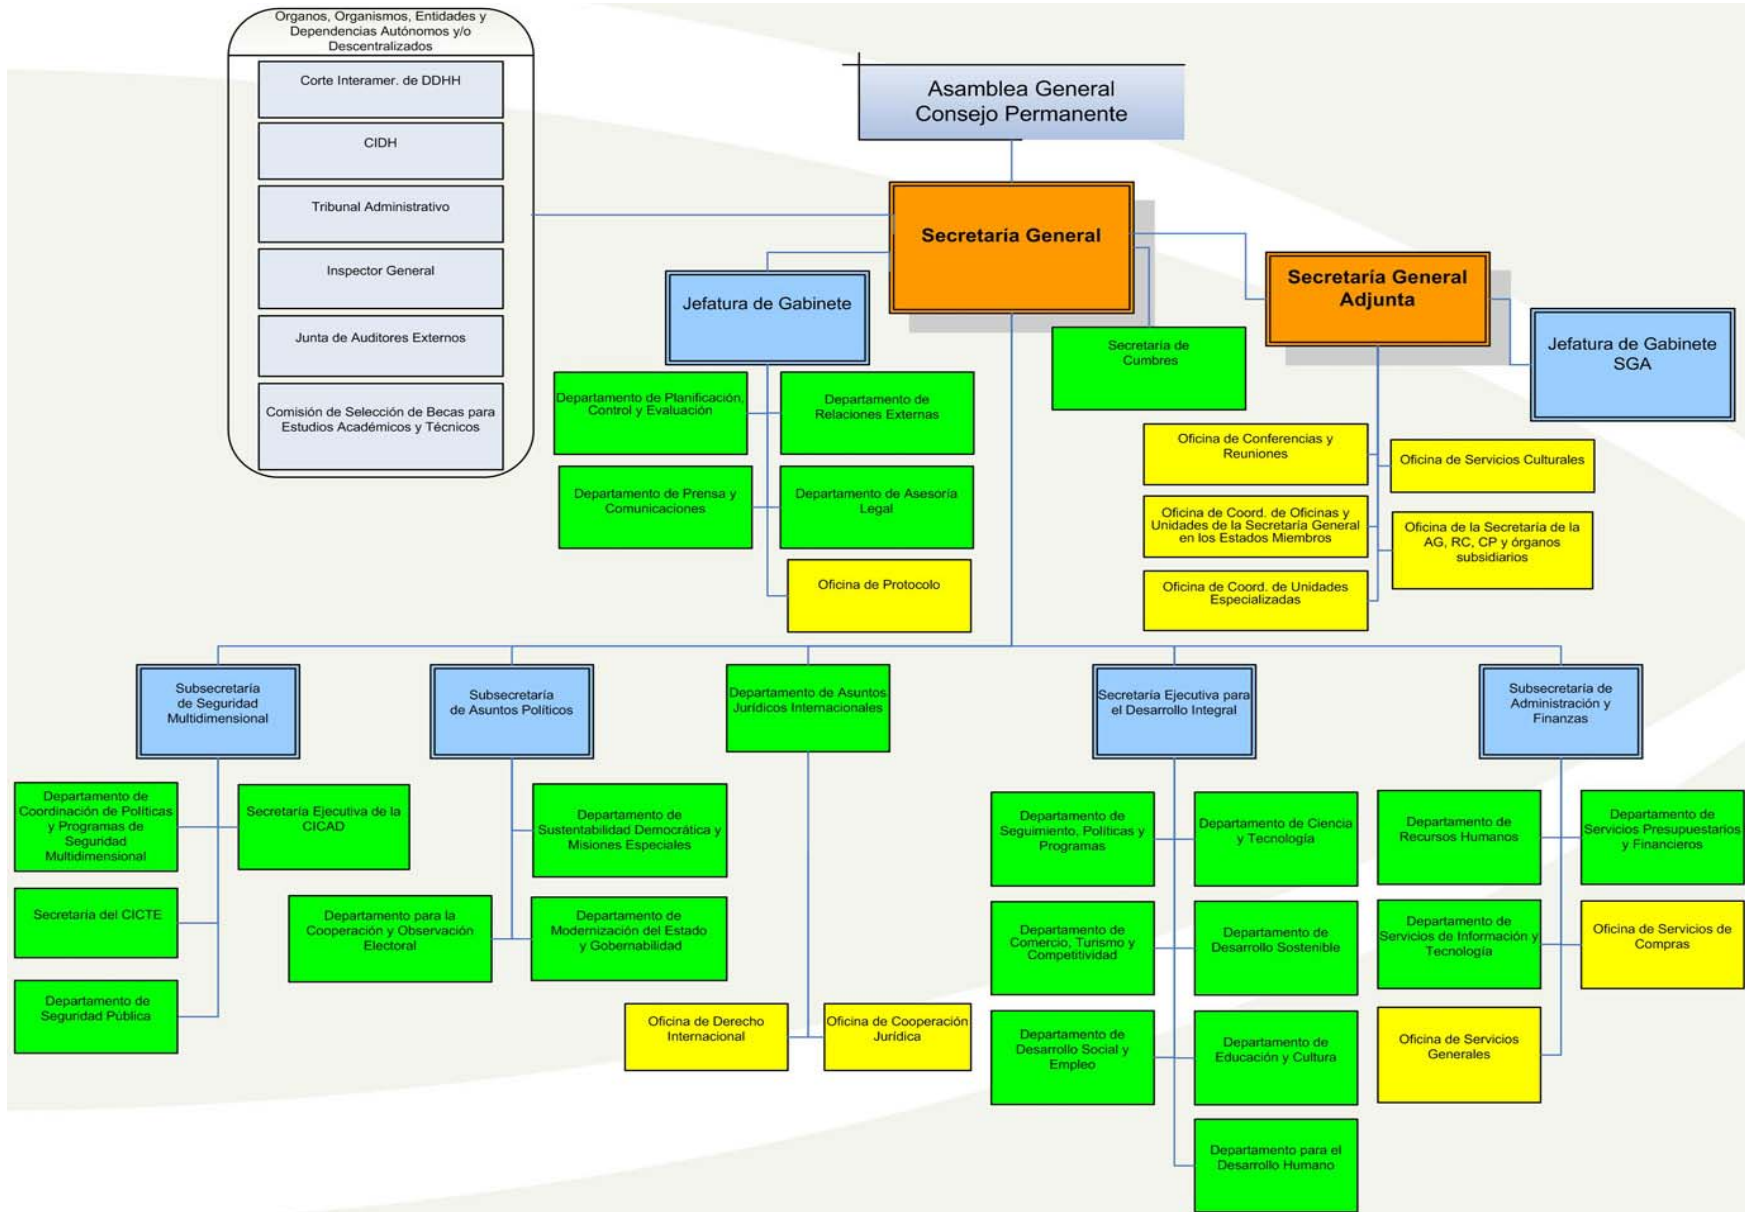 Organos, Organismos, Entidades y
Dependencias Autónomos y/o
Descentralizados
Corte Interamer. de DDHH
CIDH
Tribunal Administrativo
Inspector General
Junta de Auditores Externos
Comisión de Selección de Becas para
Estudios Académicos y Técnicos
Asamblea General
Consejo Permanente
Secretaría General
Secretaría General
Adjunta
Jefatura de Gabinete
Secretaría de
Cumbres
Jefatura de Gabinete
SGA
Departamento de Planificación,
Control y Evaluación
Departamento de
Relaciones Externas
Departamento de Prensa y
Comunicaciones
Departamento de Asesoría
Legal
Oficina de Protocolo
Oficina de Conferencias y
Reuniones
Oficina de Servicios Culturales
Oficina de Coord. de Oficinas y
Unidades de la Secretaría General
en los Estados Miembros
Oficina de la Secretaría de la
AG, RC, CP y órganos
subsidiarios
Oficina de Coord. de Unidades
Especializadas
Subsecretaría
de Seguridad
Multidimensional
Subsecretaría
de Asuntos Políticos
Departamento de Asuntos
Jurídicos Internacionales
Secretaría Ejecutiva para
el Desarrollo Integral
Subsecretaría de
Administración y
Finanzas
Departamento de
Coordinación de Políticas
y Programas de
Seguridad
Multidimensional
Secretaría Ejecutiva de la
CICAD
Secretaría del CICTE
Departamento de
Seguridad Pública
Departamento de
Sustentabilidad Democrática y
Misiones Especiales
Departamento para la
Cooperación y Observación
Electoral
Departamento de
Modernización del Estado
y Gobernabilidad
Oficina de Derecho
Internacional
Oficina de Cooperación
Jurídica
Departamento de
Seguimiento, Políticas y
Programas
Departamento de Ciencia
y Tecnología
Departamento de
Comercio, Turismo y
Competitividad
Departamento de
Desarrollo Sostenible
Departamento de
Desarrollo Social y
Empleo
Departamento de
Educación y Cultura
Departamento para el
Desarrollo Humano
Departamento de
Recursos Humanos
Departamento de
Servicios Presupuestarios
y Financieros
Departamento de
Servicios de Información y
Tecnología
Oficina de Servicios de
Compras
Oficina de Servicios
Generales